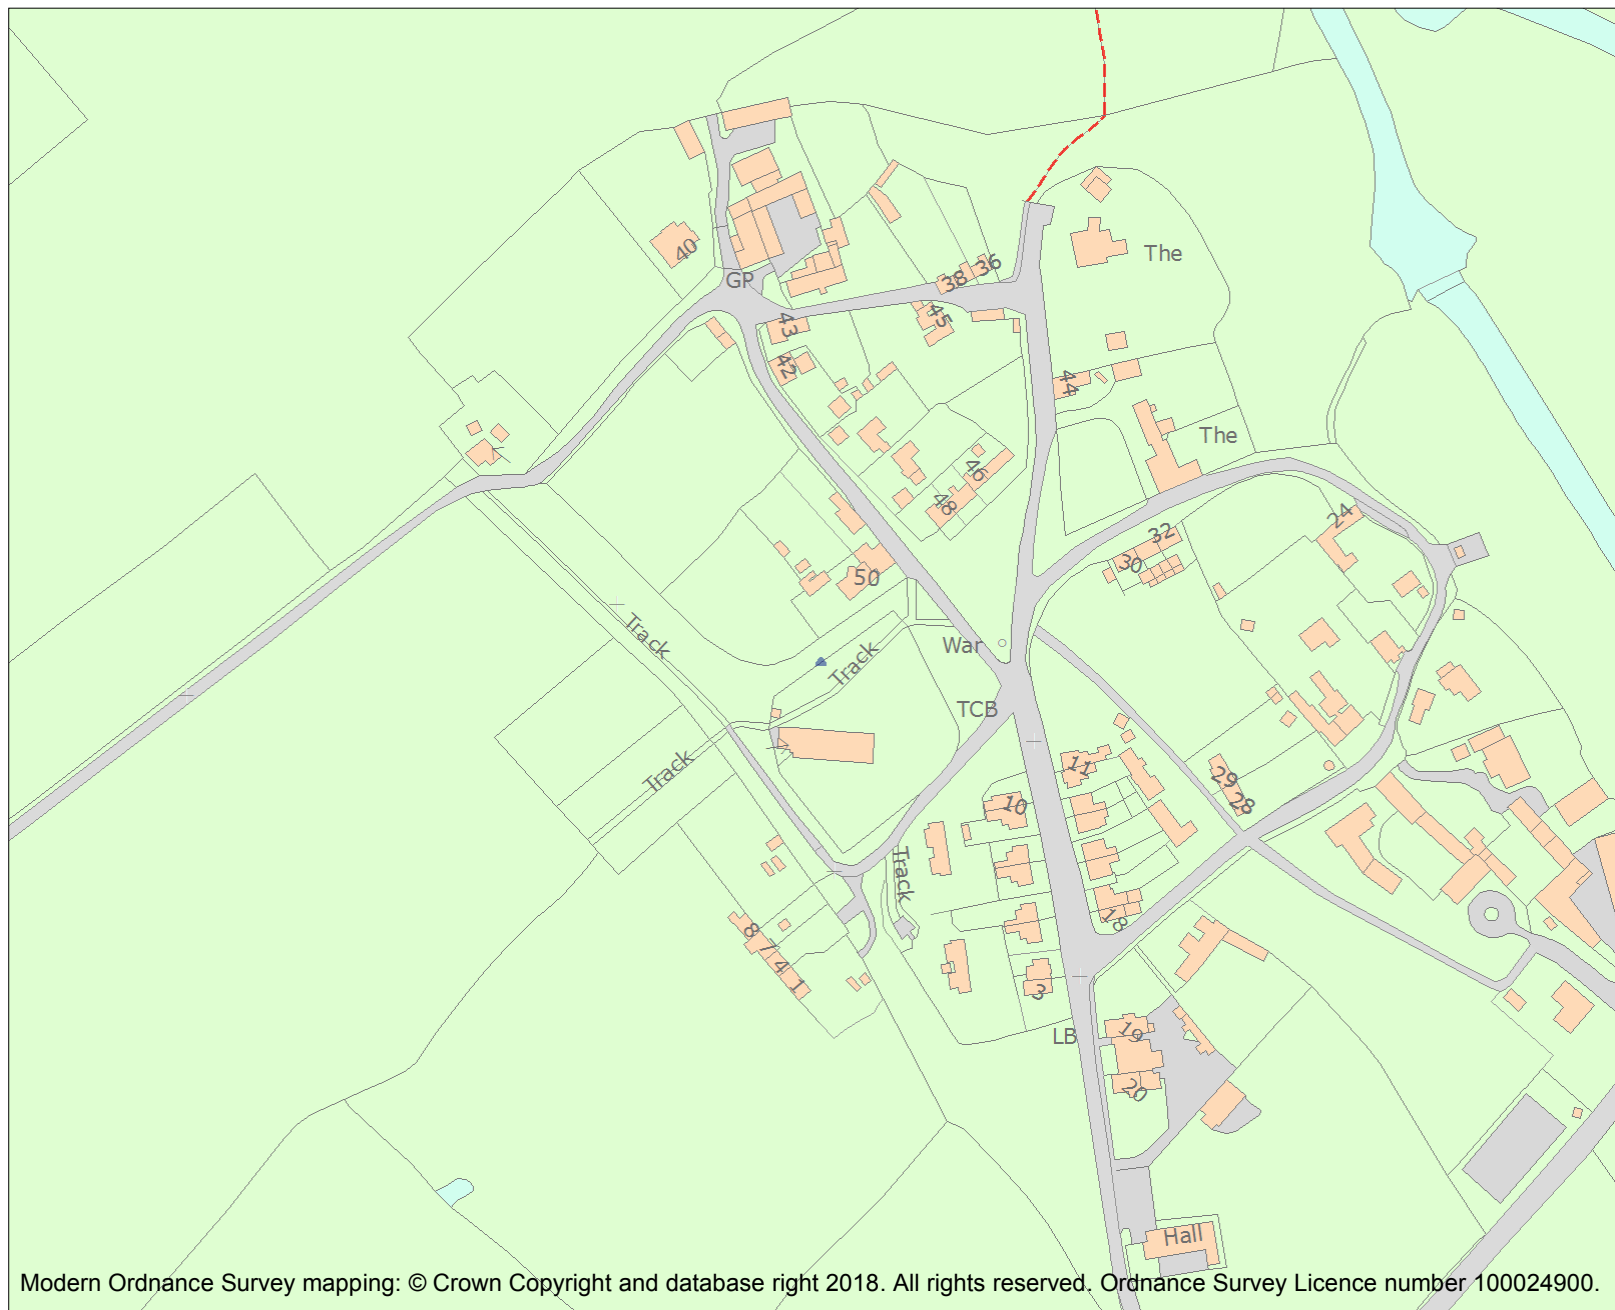 The
40
36
GP
38
45
43
42
44
The
46
48
24
32
30
50
Track
War
Track
TCB
11
Track
29
28
10
Track
18
8
7
4
1
3
19
LB
20
Hall
Modern Ordnance Survey mapping: © Crown Copyright and database right 2018. All rights reserved. Ordnance Survey Licence number 100024900.